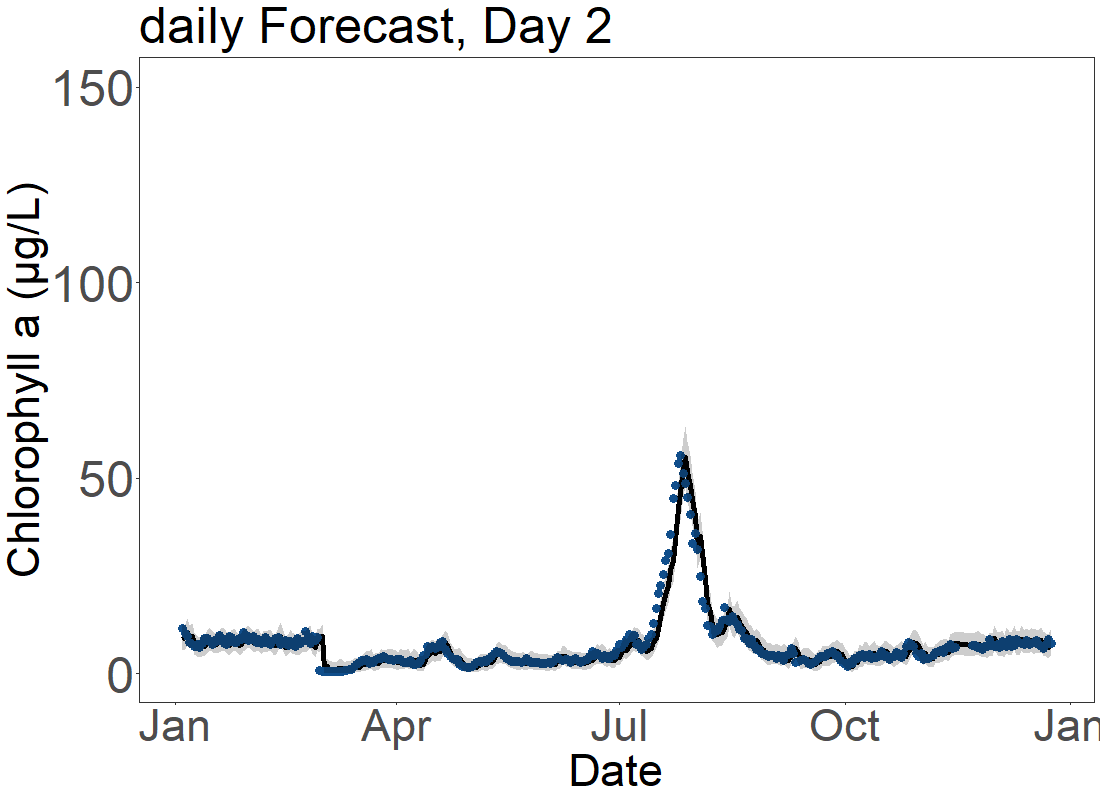 daily Forecast, Day 2
Chlorophyll a (µg/L)
150
100
50
0
Jan Apr Jul Oct Jan
Date